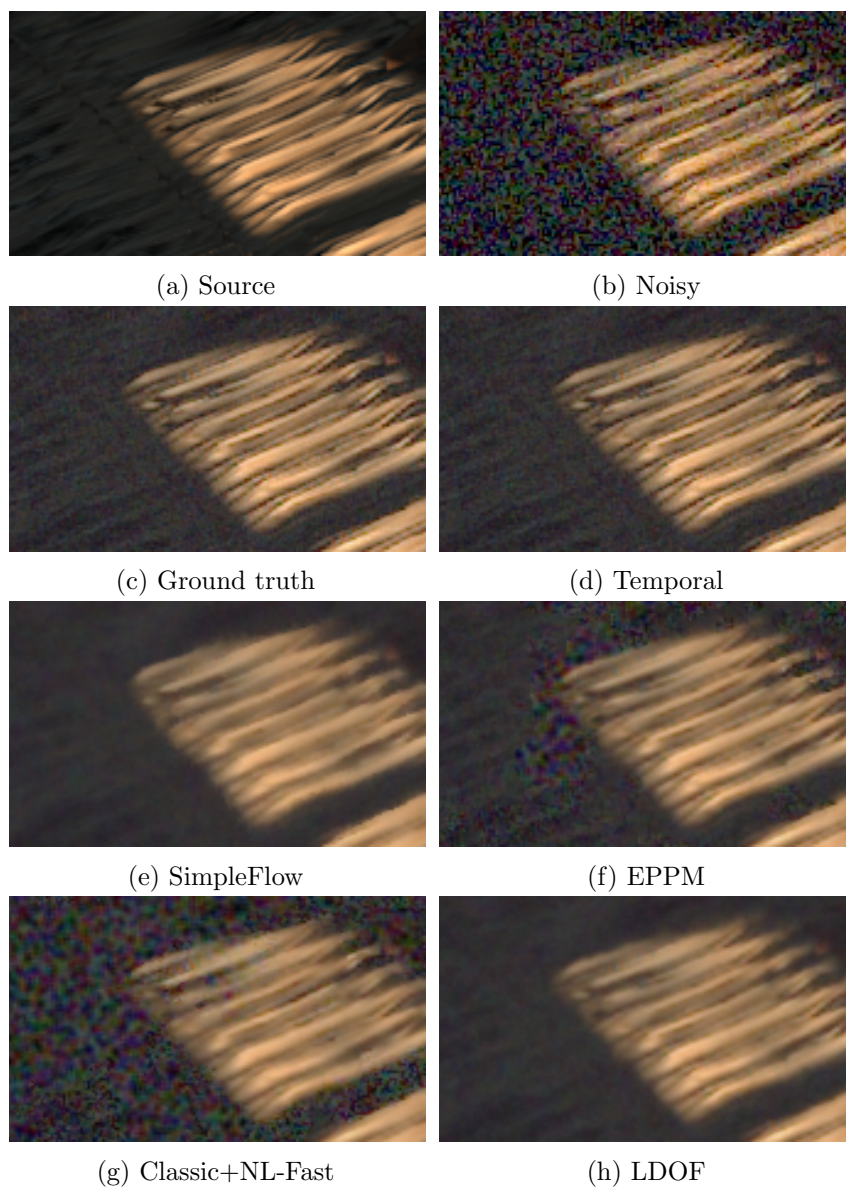 (a) Source
(b) Noisy
(c) Ground truth
(d) Temporal
(e) SimpleFlow
(f) EPPM
(g) Classic+NL-Fast
(h) LDOF